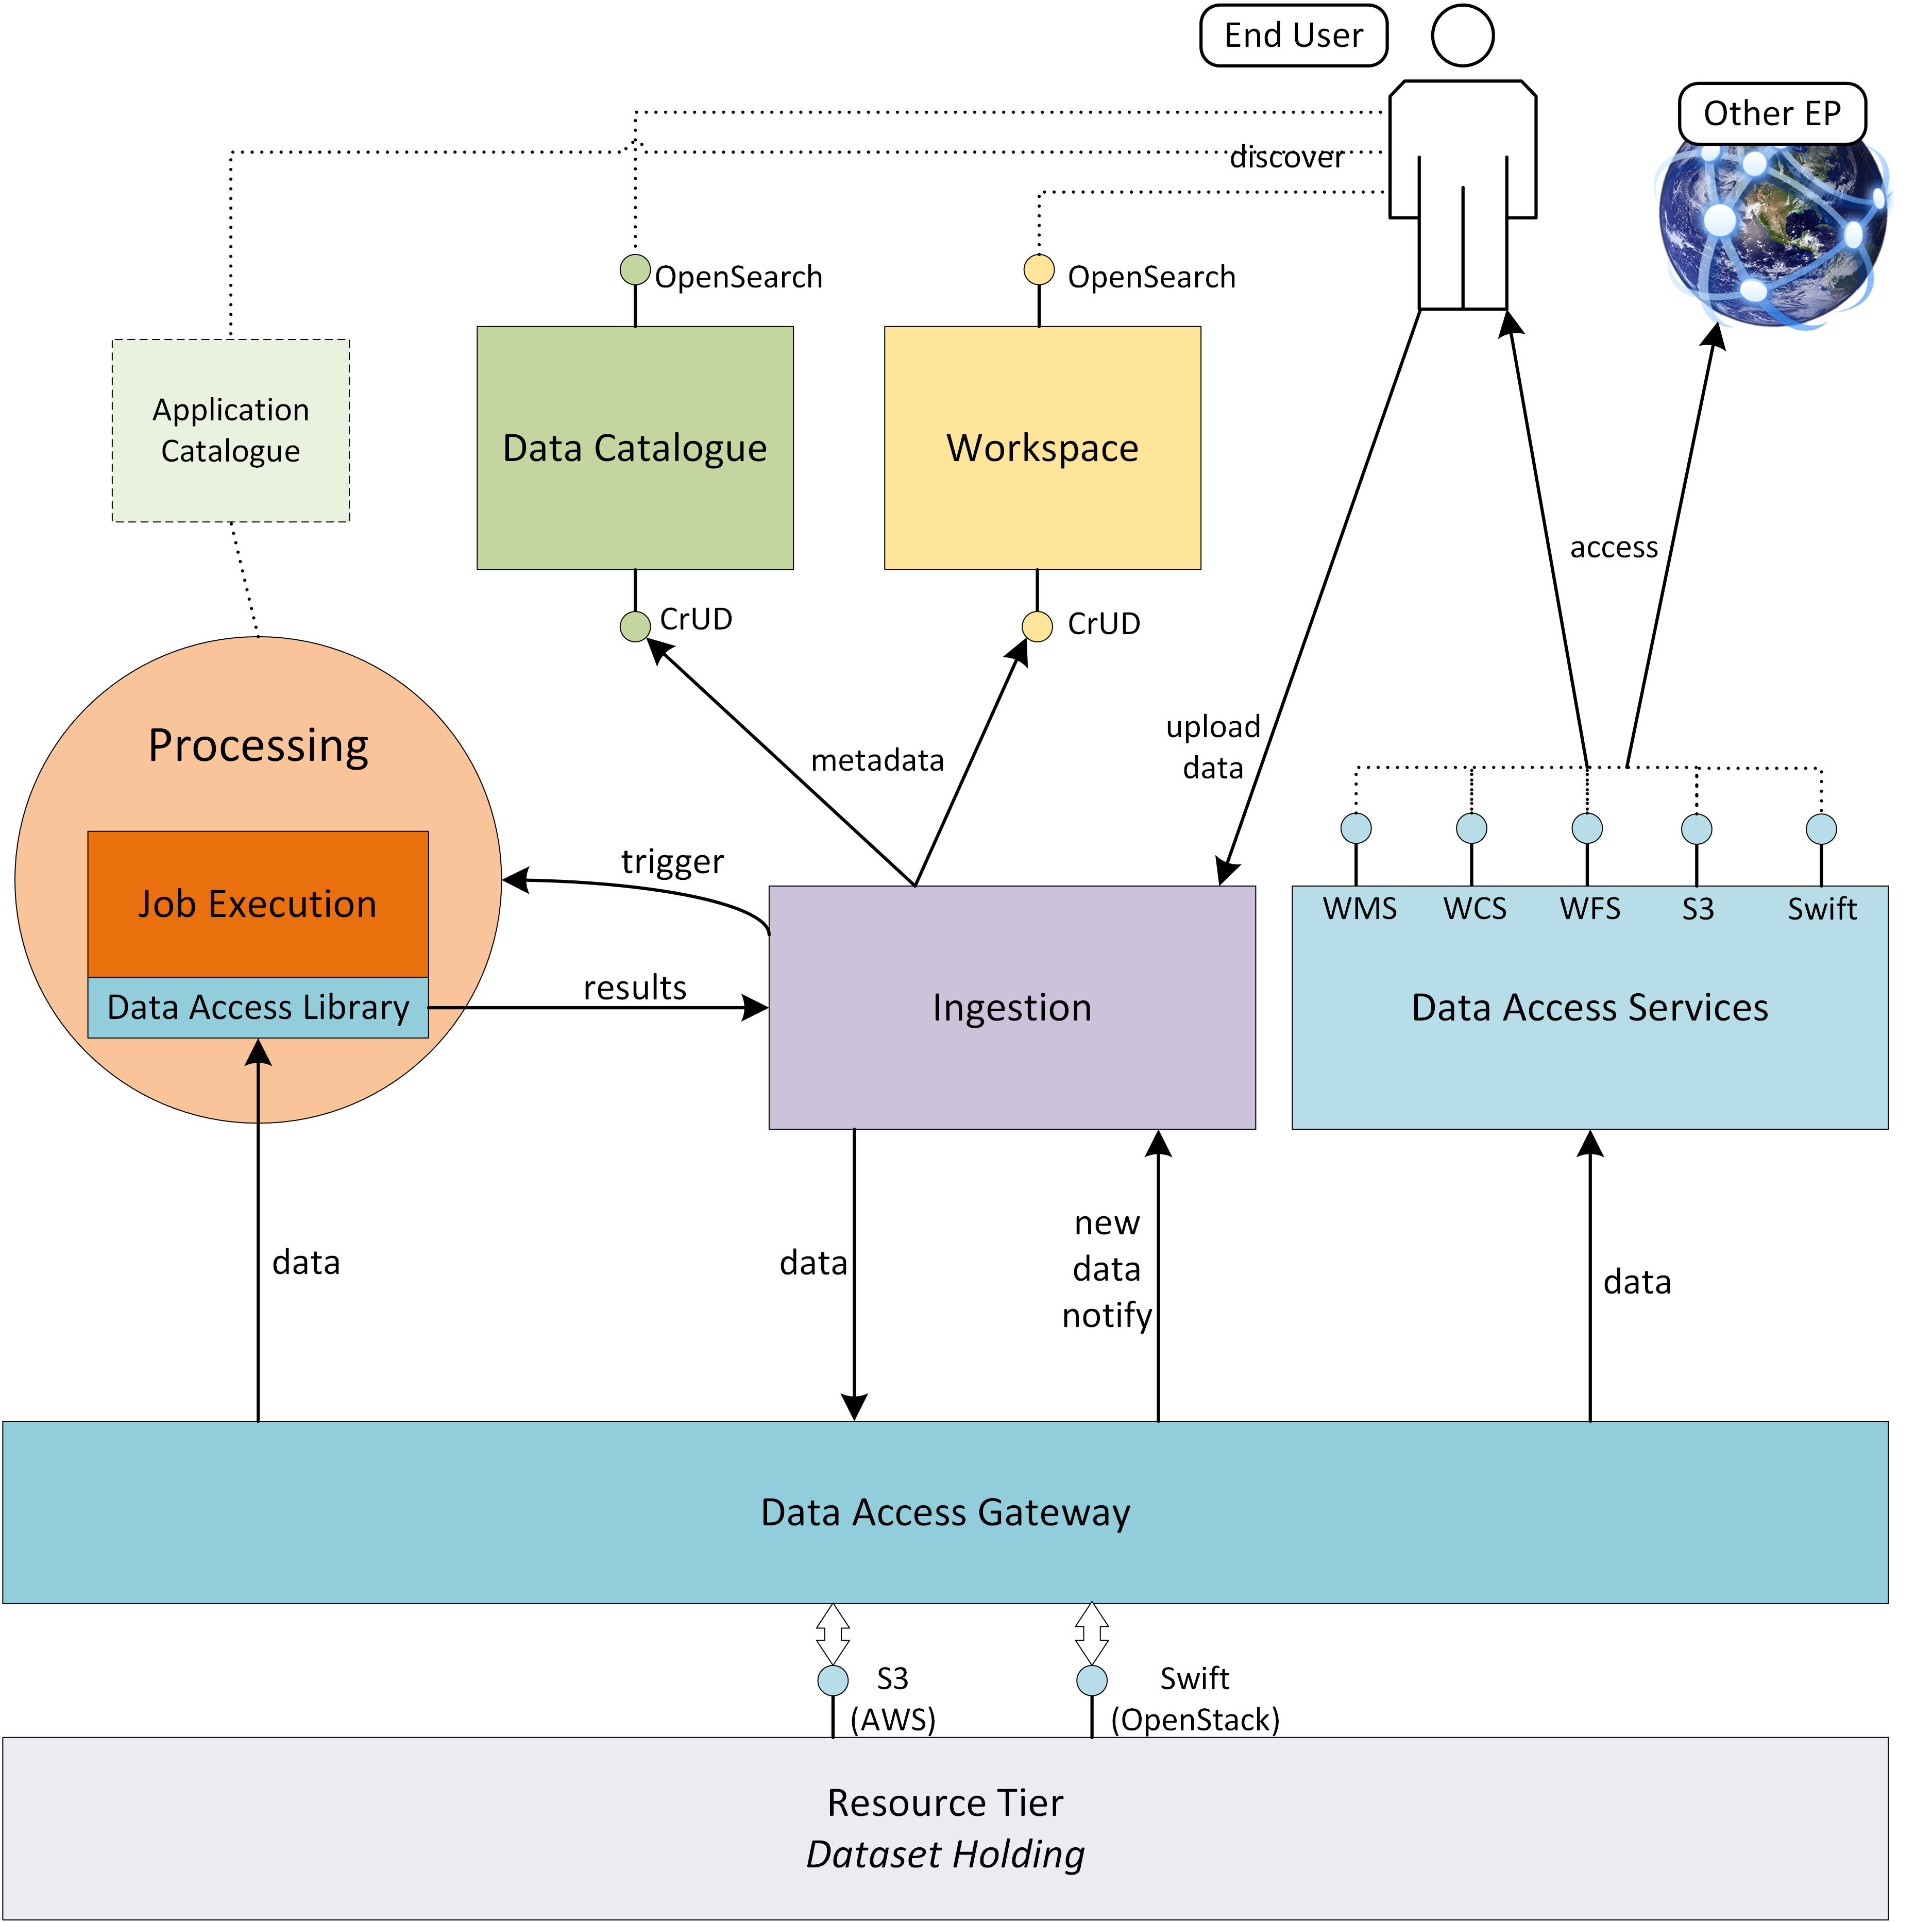 End User
Other EP
discover
OpenSearch
OpenSearch
Application
Catalogue
Data Catalogue
Workspace
access
CrUD
CrUD
Processing
metadata
upload
data
trigger
Job Execution
WMS
WCS
WFS
S3
Swift
results
Data Access Library
Ingestion
Data Access Services
data
data
new
data
notify
data
Data Access Gateway
S3
(AWS)
Swift
(OpenStack)
Resource Tier
Dataset Holding